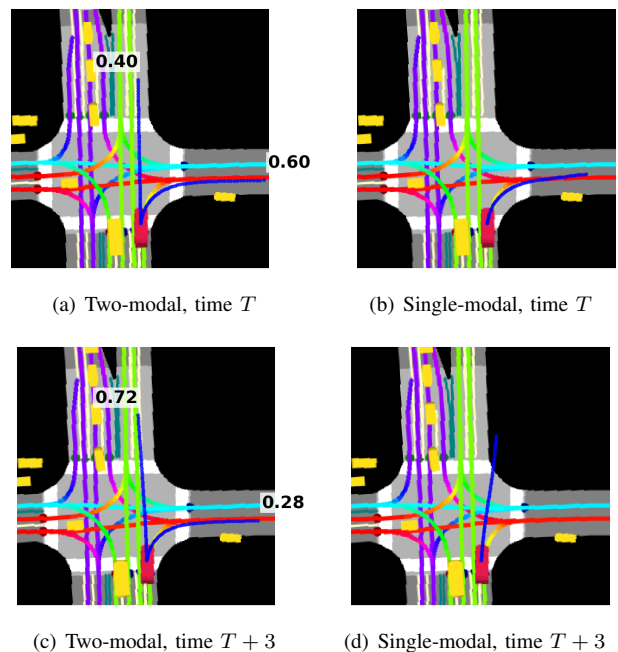 0.40
0.60
(a) Two-modal, time T
(b) Single-modal, time T
0.72
0.28
(c) Two-modal, time T + 3
(d) Single-modal, time T + 3